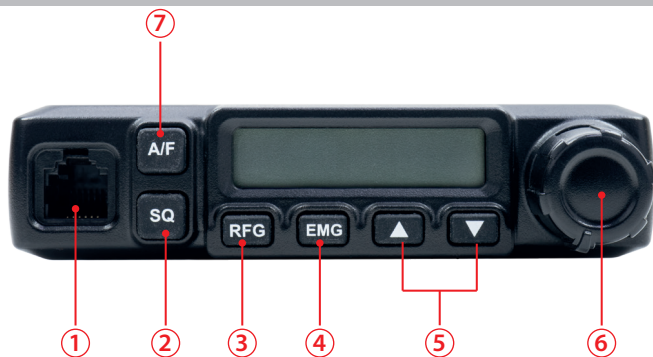 ⑦
A/F
SQ
RFG EMG ▲ ▼
① ② ③ ④ ⑤ ⑥